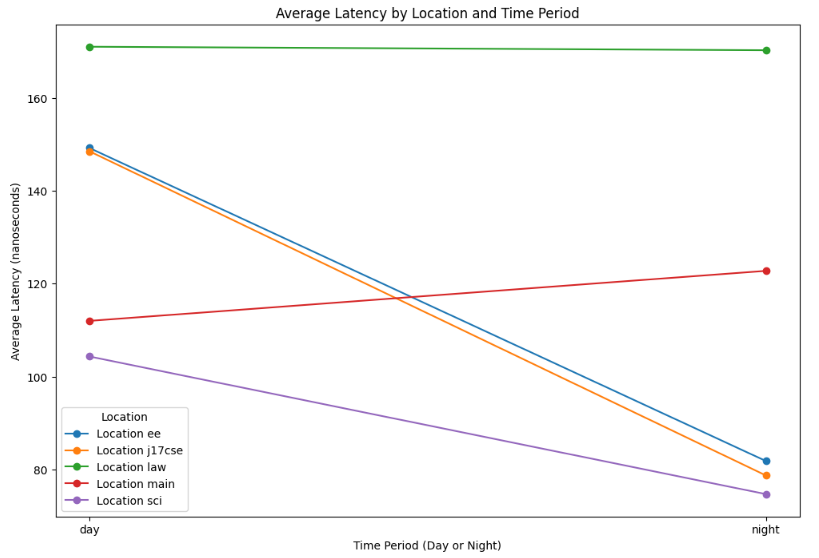 Average Latency by Location and Time Period
Average Latency (nanoseconds)
160
140
120
100
80
Location
Location ee
Location j17cse
Location law
Location main
Location sci
day
night
Time Period (Day or Night)